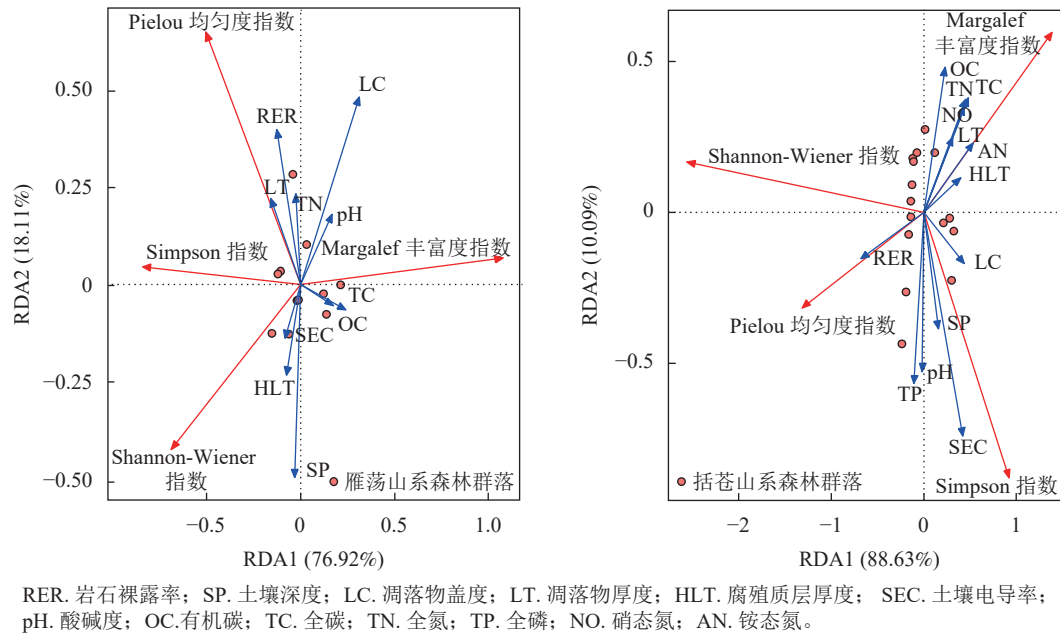 Pielou 均匀度指数
LC
RER
LT
TN
pH
Simpson 指数
Margalef 丰富度指数
TC
OC
SEC
HLT
Shannon-Wiener
指数
SP
雁荡山系森林群落
0.50
0.25
0
−0.25
−0.50
RDA2 (18.11%)
−0.5
0
0.5
1.0
RDA1 (76.92%)
Margalef
丰富度指数
OC
TN
TC
NO
LT
AN
HLT
Shannon-Wiener 指数
RER
LC
Pielou 均匀度指数
SP
TP
pH
SEC
括苍山系森林群落
Simpson 指数
0.5
0
−0.5
RDA2 (10.09%)
−2
−1
0
1
RDA1 (88.63%)
RER. 岩石裸露率；SP. 土壤深度；LC. 凋落物盖度；LT. 凋落物厚度；HLT. 腐殖质层厚度； SEC. 土壤电导率；
pH. 酸碱度；OC.有机碳；TC. 全碳；TN. 全氮；TP. 全磷；NO. 硝态氮；AN. 铵态氮。